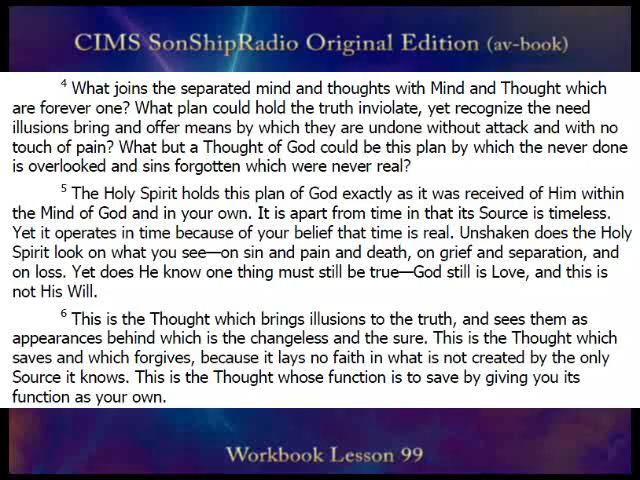 CIMS SonShipRadio Original Edition (av-book)
4 What joins the separated mind and thoughts with Mind and Thought which
are forever one? What plan could hold the truth inviolate, yet recognize the need
illusions bring and offer means by which they are undone without attack and with no
touch of pain? What but a Thought of God could be this plan by which the never done
is overlooked and sins forgotten which were never real?
5 The Holy Spirit holds this plan of God exactly as it was received of Him within
the Mind of God and in your own. It is apart from time in that its Source is timeless.
Yet it operates in time because of your belief that time is real. Unshaken does the Holy
Spirit look on what you see—on sin and pain and death, on grief and separation, and
on loss. Yet does He know one thing must still be true—God still is Love, and this is
not His Will.
6 This is the Thought which brings illusions to the truth, and sees them as
appearances behind which is the changeless and the sure. This is the Thought which
saves and which forgives, because it lays no faith in what is not created by the only
Source it knows. This is the Thought whose function is to save by giving you its
function as your own.
Workbook Lesson 99